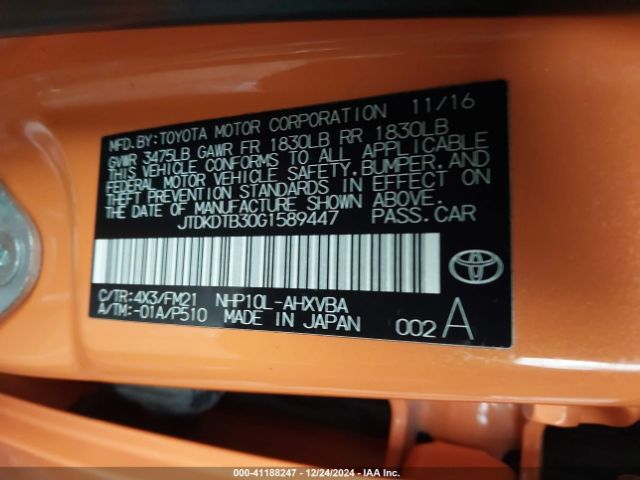 MFD.BY:TOYOTA MOTOR CORPORATION 11/16
GVWR 3475LB GAWR FR 1830LB RR 1830LB
THIS VEHICLE CONFORMS TO ALL APPLICABLE
FEDERAL MOTOR VEHICLE SAFETY,BUMPER,AND
THEFT PREVENTION STANDARDS IN EFFECT ON
THE DATE OF MANUFACTURE SHOWN ABOVE.
JTDKDTB30G1589447 PASS.CAR
C/TR:4X3/FM21 NHP10L-AHXVBA
A/TM:-01A/P510 MADE IN JAPAN 002 A
000-41188247 - 12/24/2024 - IAA Inc.